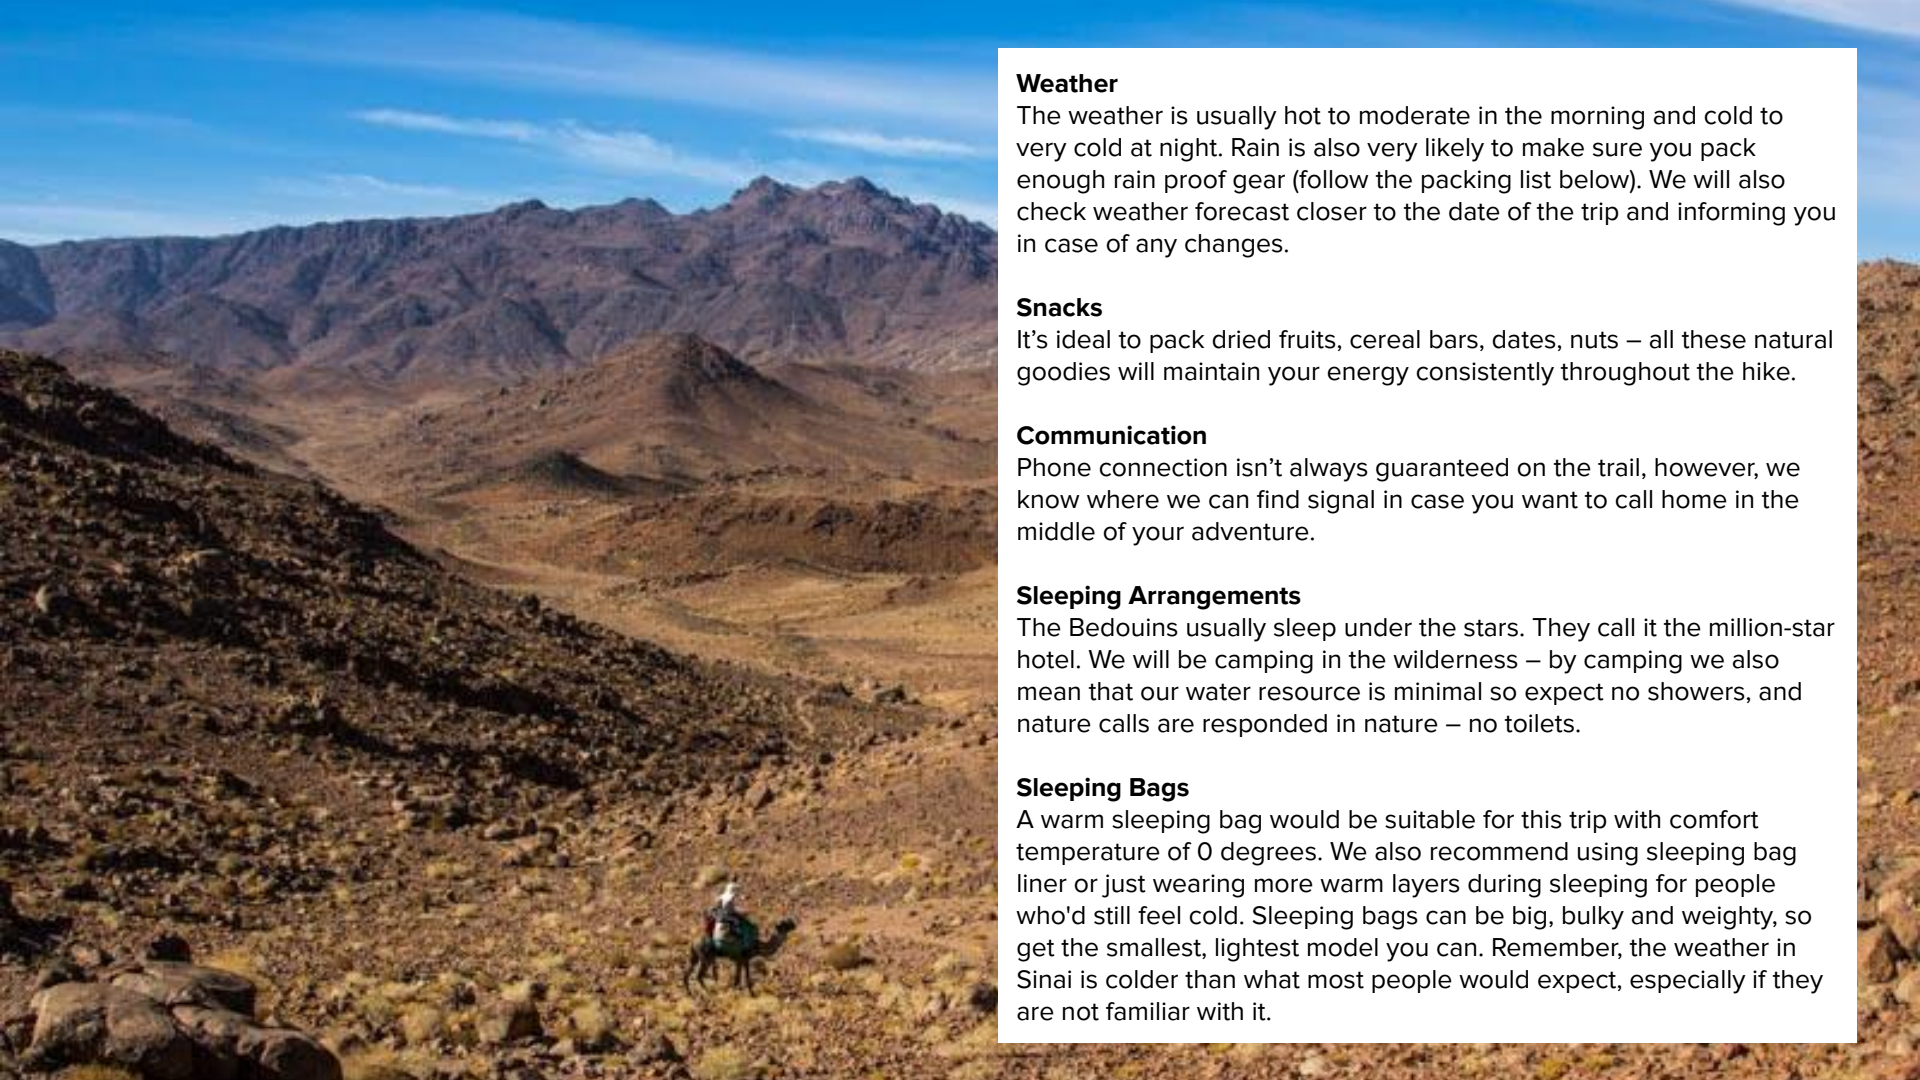 Weather
The weather is usually hot to moderate in the morning and cold to
very cold at night. Rain is also very likely to make sure you pack
enough rain proof gear (follow the packing list below). We will also
check weather forecast closer to the date of the trip and informing you
in case of any changes.
Snacks
It’s ideal to pack dried fruits, cereal bars, dates, nuts – all these natural
goodies will maintain your energy consistently throughout the hike.
Communication
Phone connection isn’t always guaranteed on the trail, however, we
know where we can find signal in case you want to call home in the
middle of your adventure.
Sleeping Arrangements
The Bedouins usually sleep under the stars. They call it the million-star
hotel. We will be camping in the wilderness – by camping we also
mean that our water resource is minimal so expect no showers, and
nature calls are responded in nature – no toilets.
Sleeping Bags
A warm sleeping bag would be suitable for this trip with comfort
temperature of 0 degrees. We also recommend using sleeping bag
liner or just wearing more warm layers during sleeping for people
who'd still feel cold. Sleeping bags can be big, bulky and weighty, so
get the smallest, lightest model you can. Remember, the weather in
Sinai is colder than what most people would expect, especially if they
are not familiar with it.